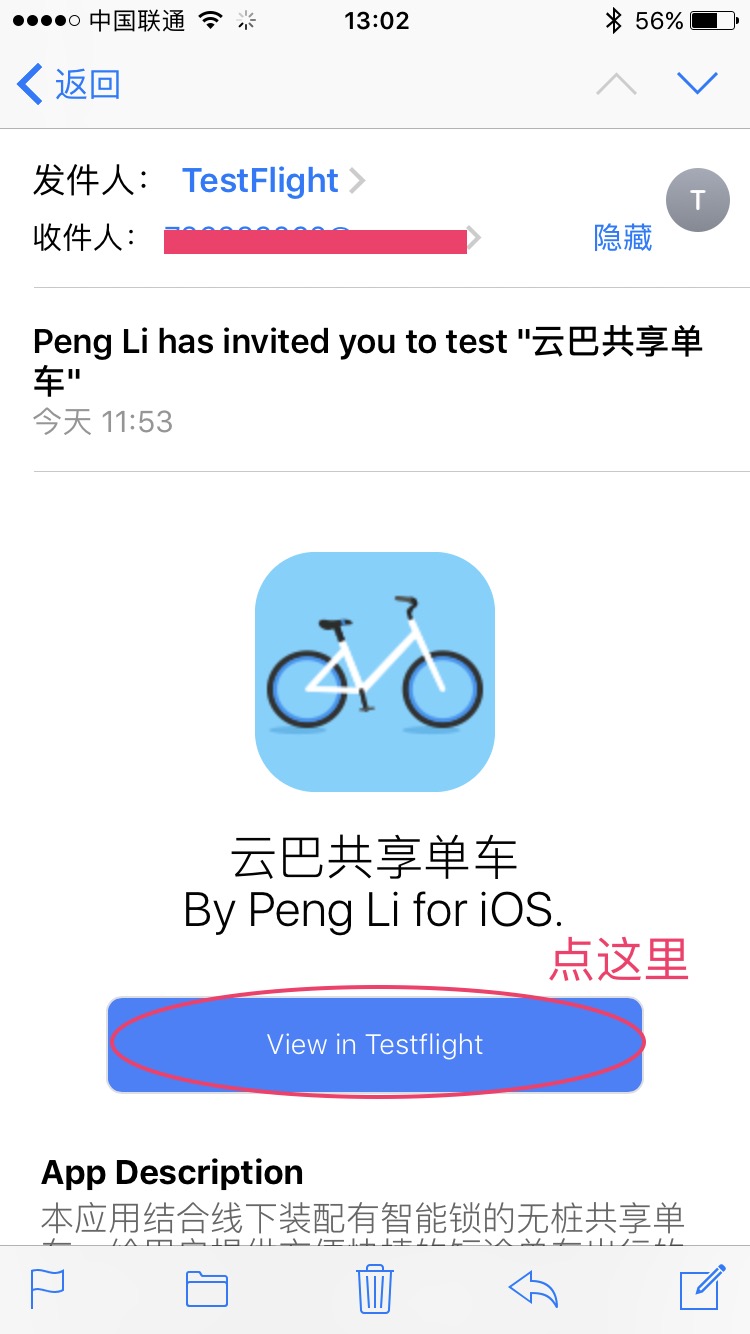 中国联通 13:02 56%
返回
发件人： TestFlight
T
收件人： 隐藏
Peng Li has invited you to test "云巴共享单
车"
今天 11:53
云巴共享单车
By Peng Li for iOS.
点这里
View in Testflight
App Description
本应用结合线下装配有智能锁的无桩共享单